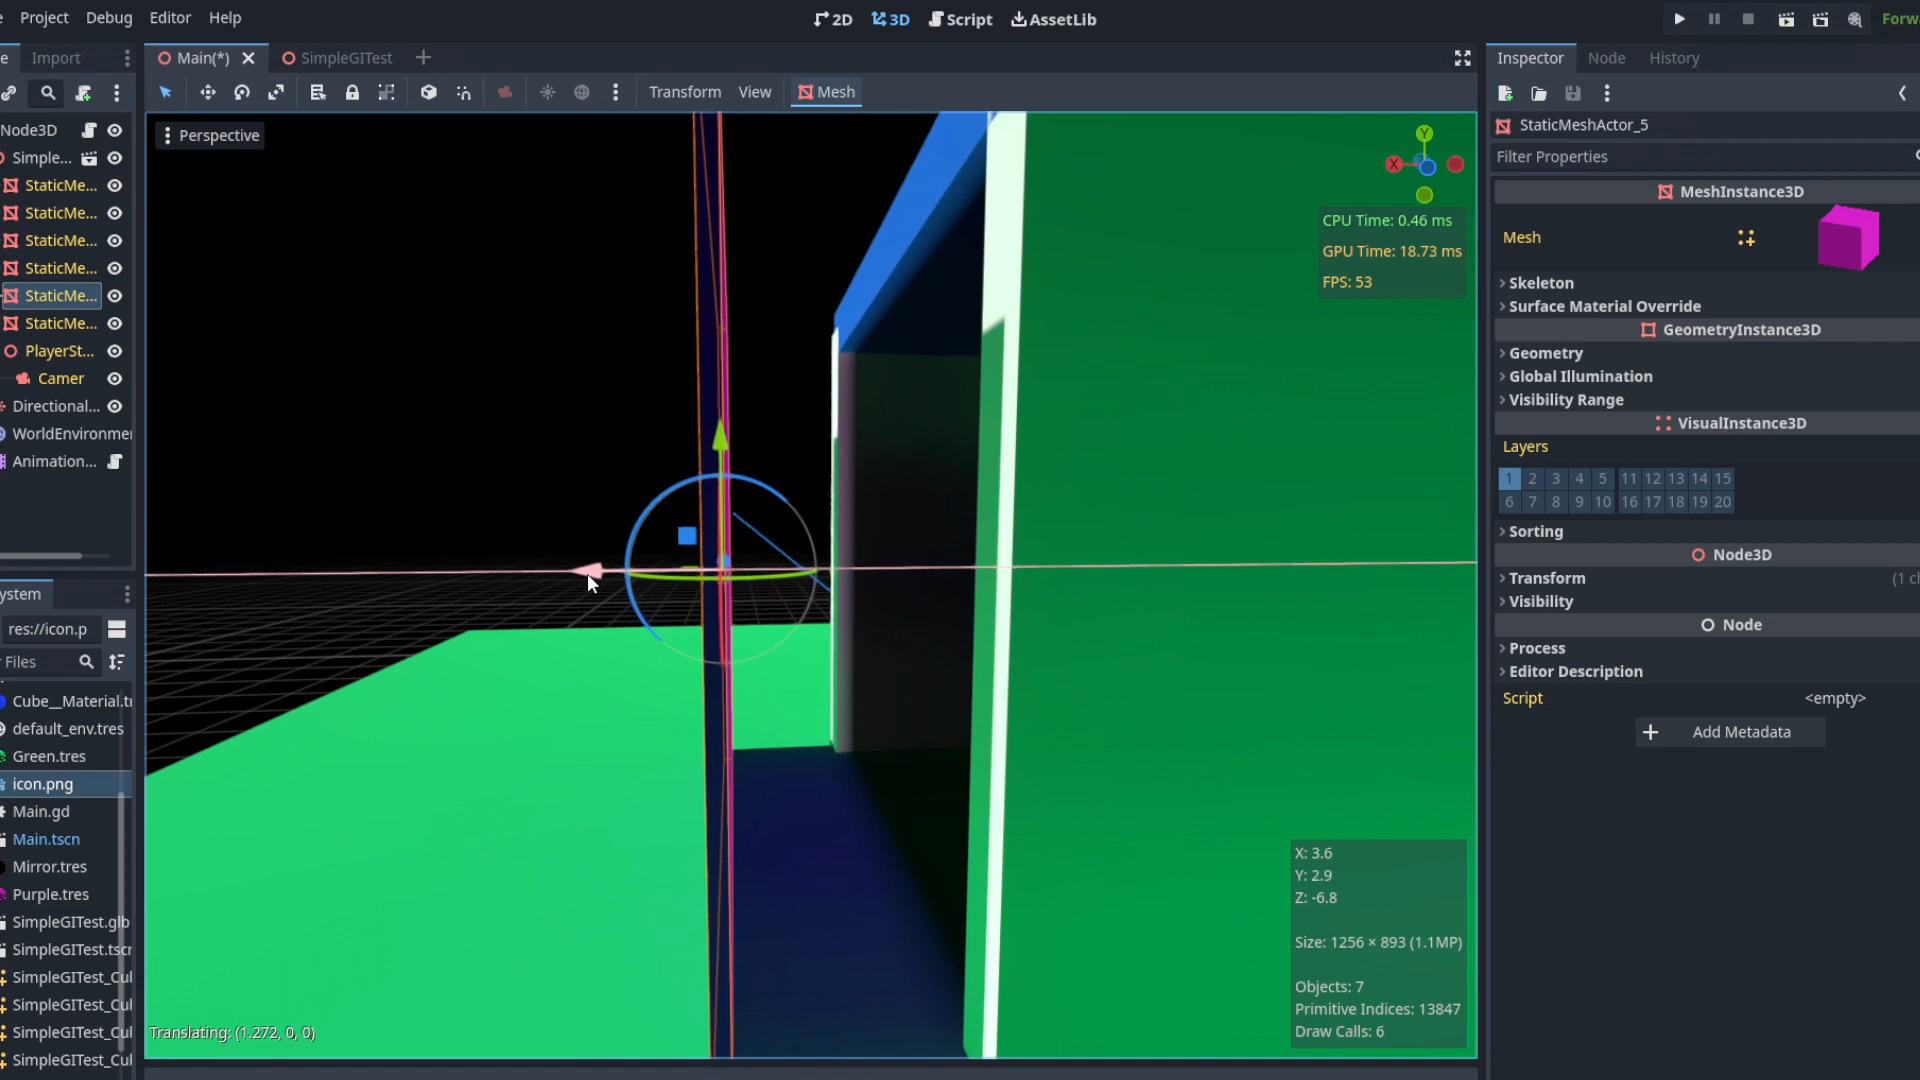 Project Debug Editor Help
2D 3D Script AssetLib
Forw
Import
Main(*) SimpleGITest
Inspector Node History
Transform View Mesh
Node3D
Simple...
StaticMe...
StaticMe...
StaticMe...
StaticMe...
StaticMe...
StaticMe...
PlayerSt...
Camer
Directional...
WorldEnvironme
Animation...
ystem
res://icon.p
Files
Cube__Material.t
default_env.tres
Green.tres
icon.png
Main.gd
Main.tscn
Mirror.tres
Purple.tres
SimpleGITest.glb
SimpleGITest.tscr
SimpleGITest_Cul
SimpleGITest_Cul
SimpleGITest_Cul
SimpleGITest_Cul
Perspective
Y
X
CPU Time: 0.46 ms
GPU Time: 18.73 ms
FPS: 53
X: 3.6
Y: 2.9
Z: -6.8
Size: 1256 × 893 (1.1MP)
Objects: 7
Primitive Indices: 13847
Draw Calls: 6
Translating: (1.272, 0, 0)
StaticMeshActor_5
Filter Properties
MeshInstance3D
Mesh
Skeleton
Surface Material Override
GeometryInstance3D
Geometry
Global Illumination
Visibility Range
VisualInstance3D
Layers
1 2 3 4 5 11 12 13 14 15
6 7 8 9 10 16 17 18 19 20
Sorting
Node3D
Transform (1 c
Visibility
Node
Process
Editor Description
Script <empty>
Add Metadata